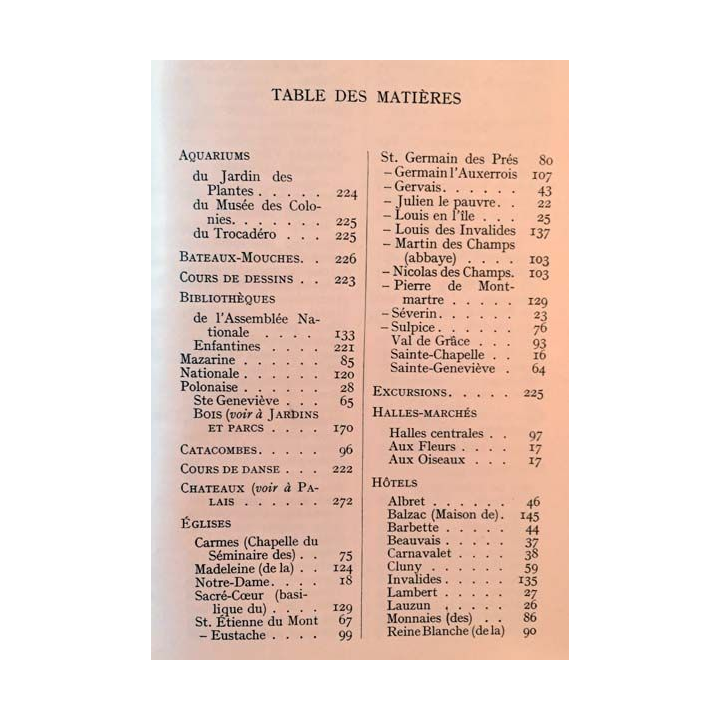 TABLE DES MATIÈRES
AQUARIUMS
du Jardin des
Plantes . . . . . 224
du Musée des Colo-
nies. . . . . . . 225
du Trocadéro . . . 225
BATEAUX-MOUCHES. . 226
COURS DE DESSINS . . 223
BIBLIOTHÈQUES
de l'Assemblée Na-
tionale . . . . 133
Enfantines . . . . 221
Mazarine . . . . . . 85
Nationale . . . . . . 120
Polonaise . . . . . . 28
Ste Geneviève . . . 65
BOIS (voir à JARDINS
ET PARCS . . . . 170
CATACOMBES. . . . . 96
COURS DE DANSE . . . 222
CHATEAUX (voir à PA-
LAIS . . . . . . 272
ÉGLISES
Carmes (Chapelle du
Séminaire des) . . 75
Madeleine (de la) . . 124
Notre-Dame. . . . . 18
Sacré-Cœur (basi-
lique du) . . . . 129
St. Étienne du Mont 67
– Eustache . . . . 99
St. Germain des Prés 80
– Germain l'Auxerrois 107
– Gervais. . . . . . 43
– Julien le pauvre. . 22
– Louis en l'île . . . 25
– Louis des Invalides 137
– Martin des Champs
(abbaye) . . . . 103
– Nicolas des Champs. 103
– Pierre de Mont-
martre . . . . . 129
– Séverin. . . . . . 23
– Sulpice. . . . . . 76
Val de Grâce . . . 93
Sainte-Chapelle . . 16
Sainte-Geneviève . 64
EXCURSIONS. . . . . 225
HALLES-MARCHÉS
Halles centrales . . 97
Aux Fleurs . . . . 17
Aux Oiseaux . . . 17
HÔTELS
Albret . . . . . . 46
Balzac (Maison de). 145
Barbette . . . . . 44
Beauvais . . . . . 37
Carnavalet . . . . 38
Cluny . . . . . . 59
Invalides . . . . . 135
Lambert . . . . . 27
Lauzun . . . . . 26
Monnaies (des) . . 86
Reine Blanche (de la) 90